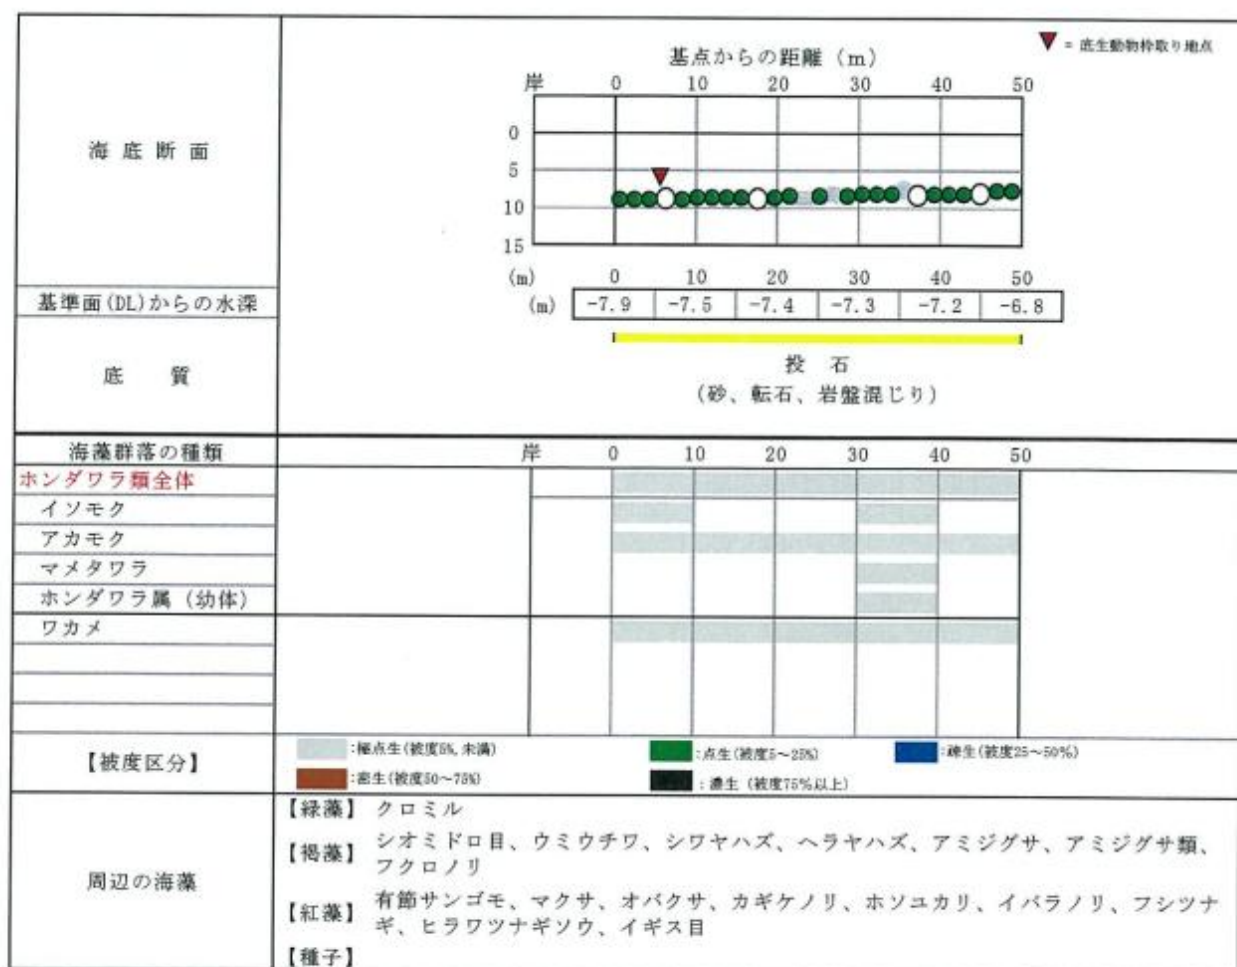 ▼ = 底生動物枠取り地点
基点からの距離（m）
岸 0 10 20 30 40 50
海底断面
0
5
10
15
(m) 0 10 20 30 40 50
基準面(DL)からの水深
(m) -7.9 -7.5 -7.4 -7.3 -7.2 -6.8
底 質
投 石
（砂、転石、岩盤混じり）
海藻群落の種類 岸 0 10 20 30 40 50
ホンダワラ類全体
イソモク
アカモク
マメタワラ
ホンダワラ属（幼体）
ワカメ
【被度区分】
:極点生(被度5%未満) :点生(被度5～25%) :疎生(被度25～50%)
:密生(被度50～75%) :濃生（被度75%以上）
周辺の海藻
【緑藻】 クロミル
【褐藻】 シオミドロ目、ウミウチワ、シワヤハズ、ヘラヤハズ、アミジグサ、アミジグサ類、
フクロノリ
【紅藻】 有節サンゴモ、マクサ、オバクサ、カギケノリ、ホソユカリ、イバラノリ、フシツナ
ギ、ヒラワツナギソウ、イギス目
【種子】